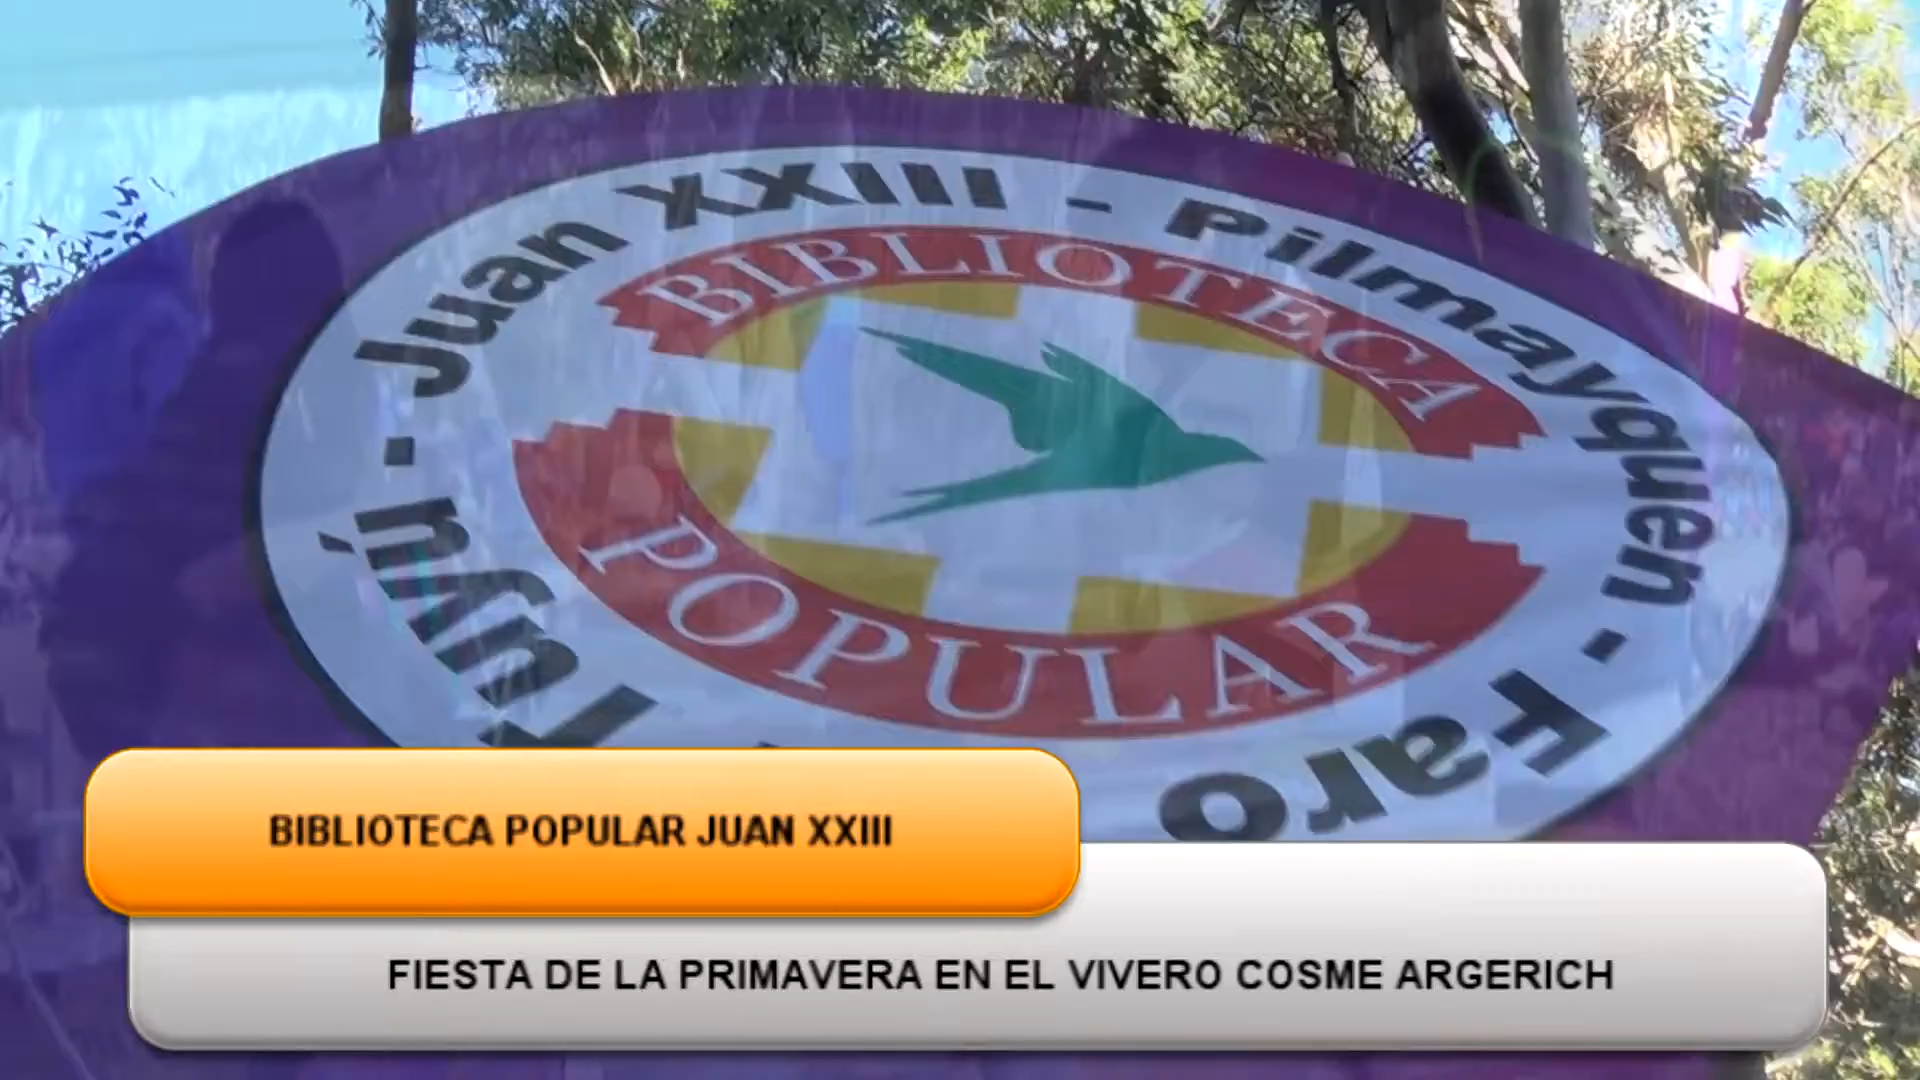 Juan XXIII - Pilmayquen - Faro
Tuyú -
BIBLIOTECA
POPULAR
BIBLIOTECA POPULAR JUAN XXIII
FIESTA DE LA PRIMAVERA EN EL VIVERO COSME ARGERICH